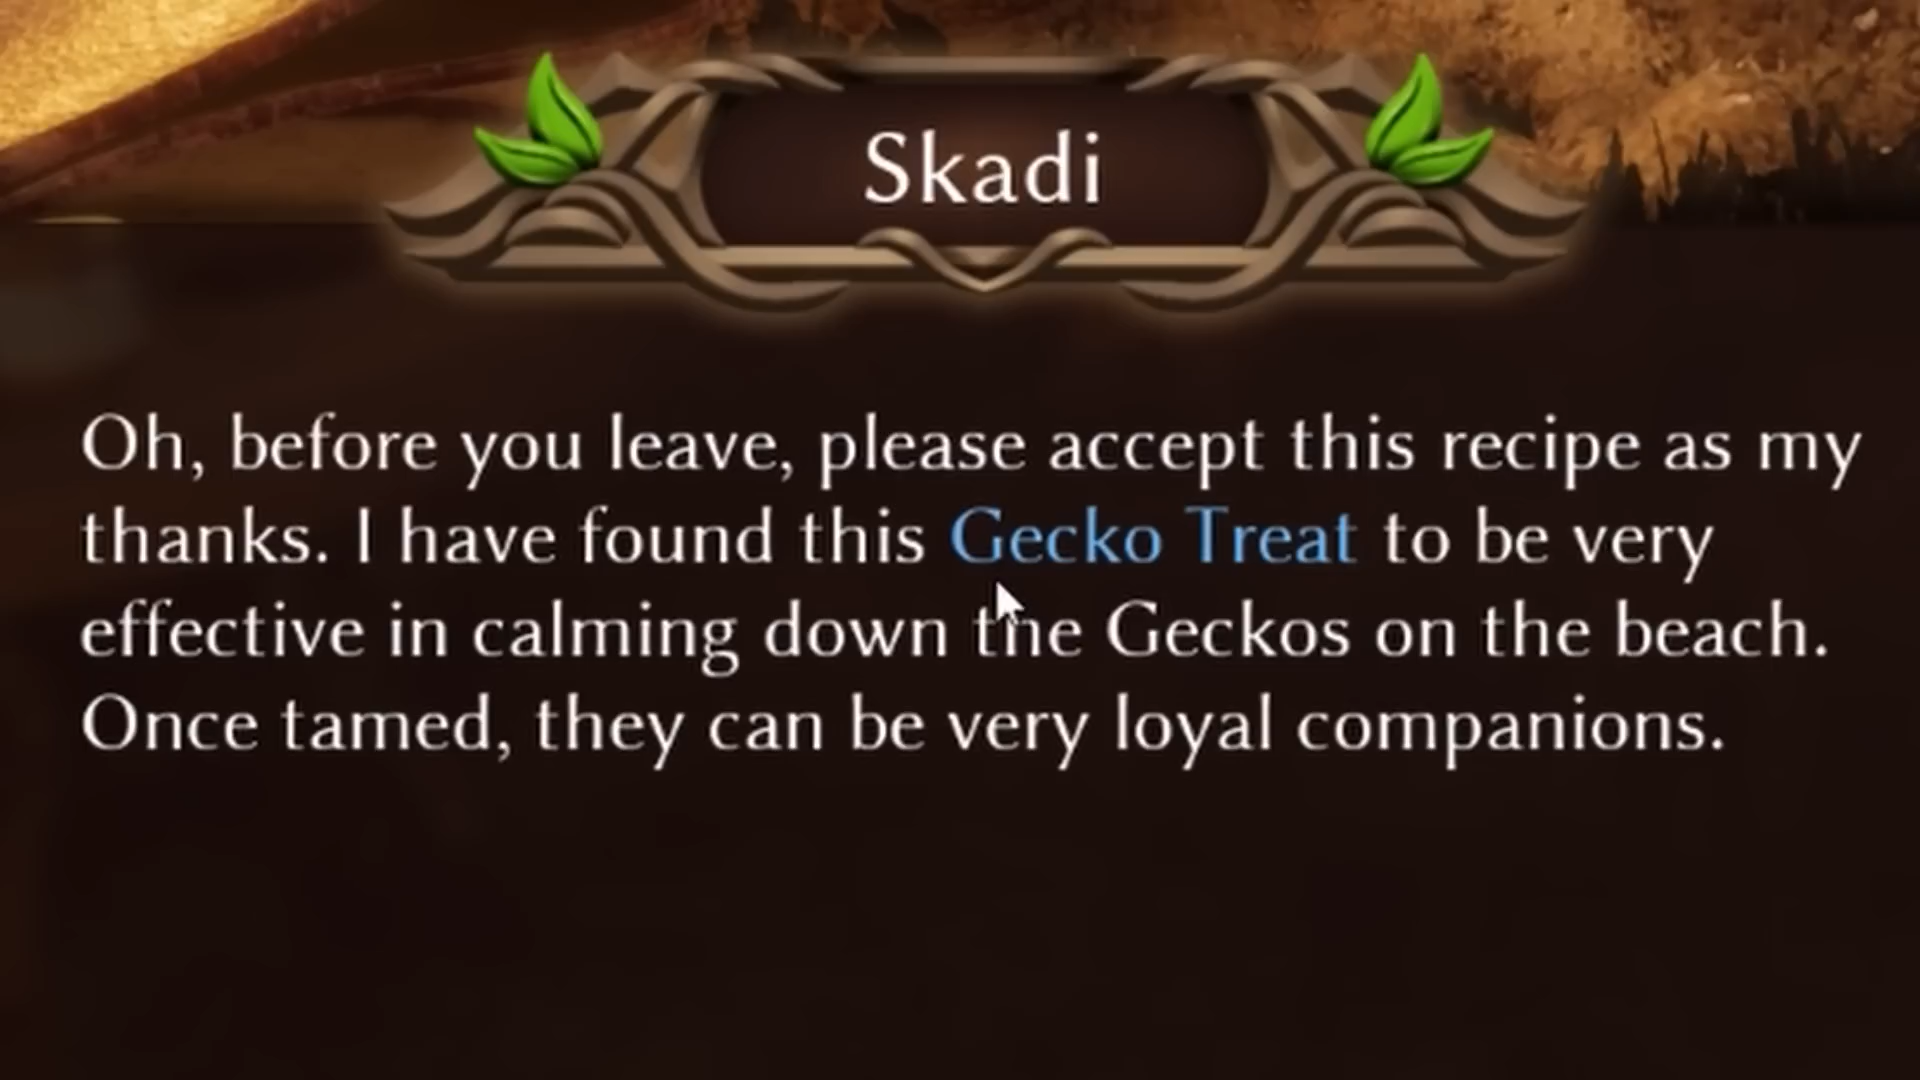 Skadi
Oh, before you leave, please accept this recipe as my
thanks. I have found this Gecko Treat to be very
effective in calming down the Geckos on the beach.
Once tamed, they can be very loyal companions.